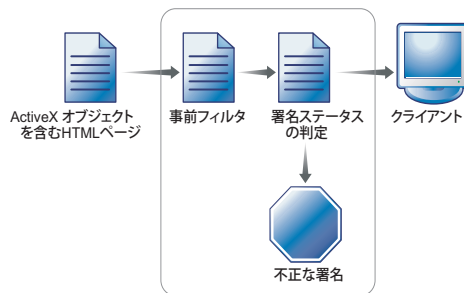 ActiveX オブジェクト
を含むHTMLページ
事前フィルタ
署名ステータス
の判定
クライアント
不正な署名